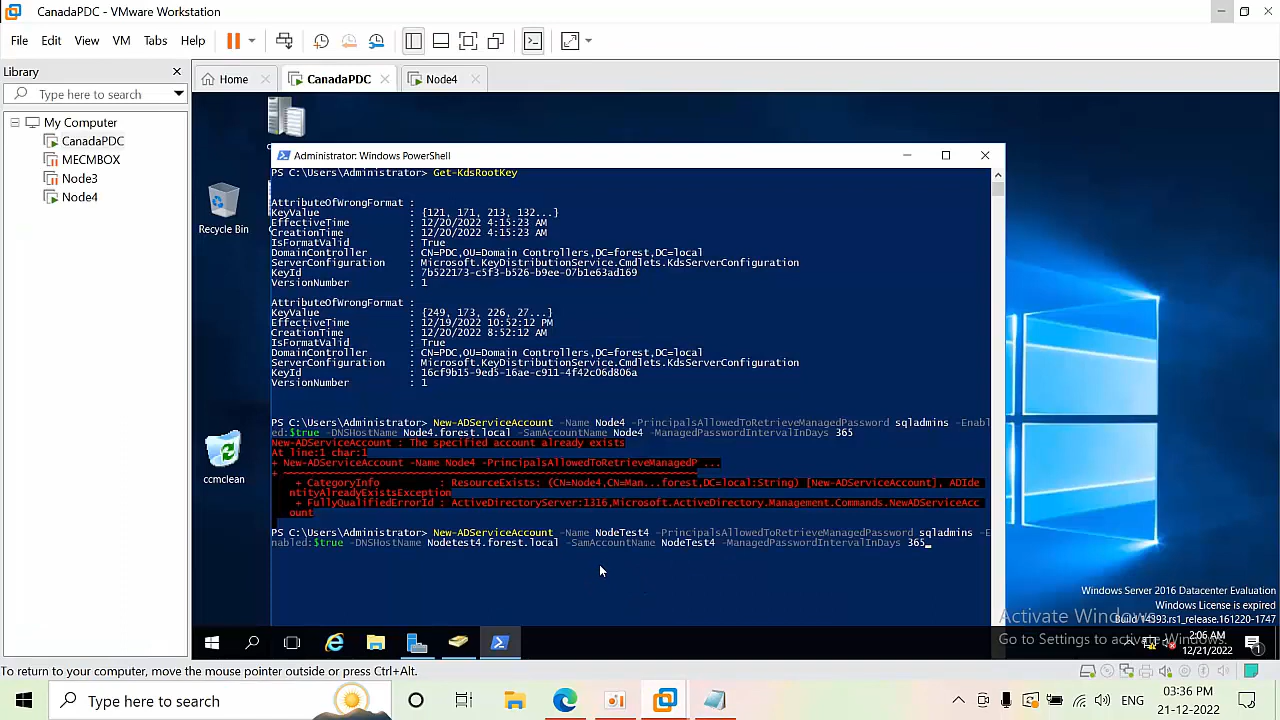 CanadaPDC - VMware Workstation
File Edit View VM Tabs Help
Library
Type here to search
My Computer
CanadaPDC
MECMBOX
Node3
Node4
Home
CanadaPDC
Node4
Recycle Bin
ccmclean
Administrator: Windows PowerShell
PS C:\Users\Administrator> Get-KdsRootKey
AttributeOfWrongFormat :
KeyValue : {121, 171, 213, 132...}
EffectiveTime : 12/20/2022 4:15:23 AM
CreationTime : 12/20/2022 4:15:23 AM
IsFormatValid : True
DomainController : CN=PDC,OU=Domain Controllers,DC=forest,DC=local
ServerConfiguration : Microsoft.KeyDistributionService.Cmdlets.KdsServerConfiguration
KeyId : 7b522173-c5f3-b526-b9ee-07b1e63ad169
VersionNumber : 1
AttributeOfWrongFormat :
KeyValue : {249, 173, 226, 27...}
EffectiveTime : 12/19/2022 10:52:12 PM
CreationTime : 12/20/2022 8:52:12 AM
IsFormatValid : True
DomainController : CN=PDC,OU=Domain Controllers,DC=forest,DC=local
ServerConfiguration : Microsoft.KeyDistributionService.Cmdlets.KdsServerConfiguration
KeyId : 16cf9b15-9ed5-16ae-c911-4f42c06d806a
VersionNumber : 1
PS C:\Users\Administrator> New-ADServiceAccount -Name Node4 -PrincipalsAllowedToRetrieveManagedPassword sqladmins -Enabl
ed:$true -DNSHostName Node4.forest.local -SamAccountName Node4 -ManagedPasswordIntervalInDays 365
New-ADServiceAccount : The specified account already exists
At line:1 char:1
+ New-ADServiceAccount -Name Node4 -PrincipalsAllowedToRetrieveManagedP ...
+ ~~~~~~~~~~~~~~~~~~~~~~~~~~~~~~~~~~~~~~~~~~~~~~~~~~~~~~~~~~~~~~~~~~~~~
+ CategoryInfo : ResourceExists: (CN=Node4,CN=Man...forest,DC=local:String) [New-ADServiceAccount], ADIde
ntityAlreadyExistsException
+ FullyQualifiedErrorId : ActiveDirectoryServer:1316,Microsoft.ActiveDirectory.Management.Commands.NewADServiceAcc
ount
PS C:\Users\Administrator> New-ADServiceAccount -Name NodeTest4 -PrincipalsAllowedToRetrieveManagedPassword sqladmins -E
nabled:$true -DNSHostName Nodetest4.forest.local -SamAccountName NodeTest4 -ManagedPasswordIntervalInDays 365
Windows Server 2016 Datacenter Evaluation
Windows License is expired
Build 14393.rs1_release.161220-1747
Activate Windows
Go to Settings to activate Windows.
2:06 AM
12/21/2022
1
To return to your computer, move the mouse pointer outside or press Ctrl+Alt.
Type here to search
ENG
03:36 PM
21-12-2022